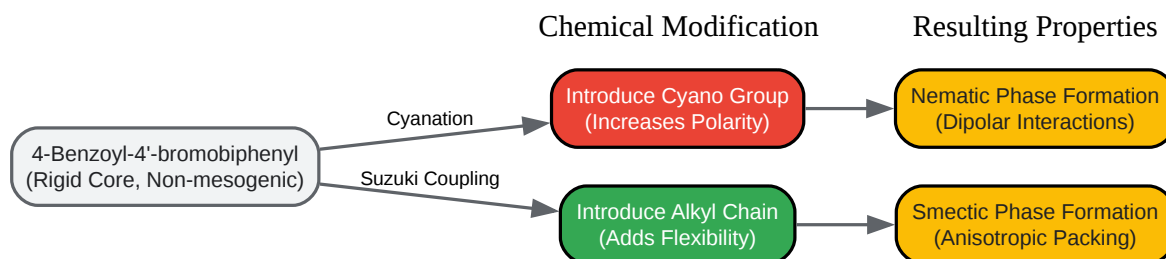 Chemical Modification
Resulting Properties
4-Benzoyl-4'-bromobiphenyl
(Rigid Core, Non-mesogenic)
Cyanation
Introduce Cyano Group
(Increases Polarity)
Nematic Phase Formation
(Dipolar Interactions)
Suzuki Coupling
Introduce Alkyl Chain
(Adds Flexibility)
Smectic Phase Formation
(Anisotropic Packing)